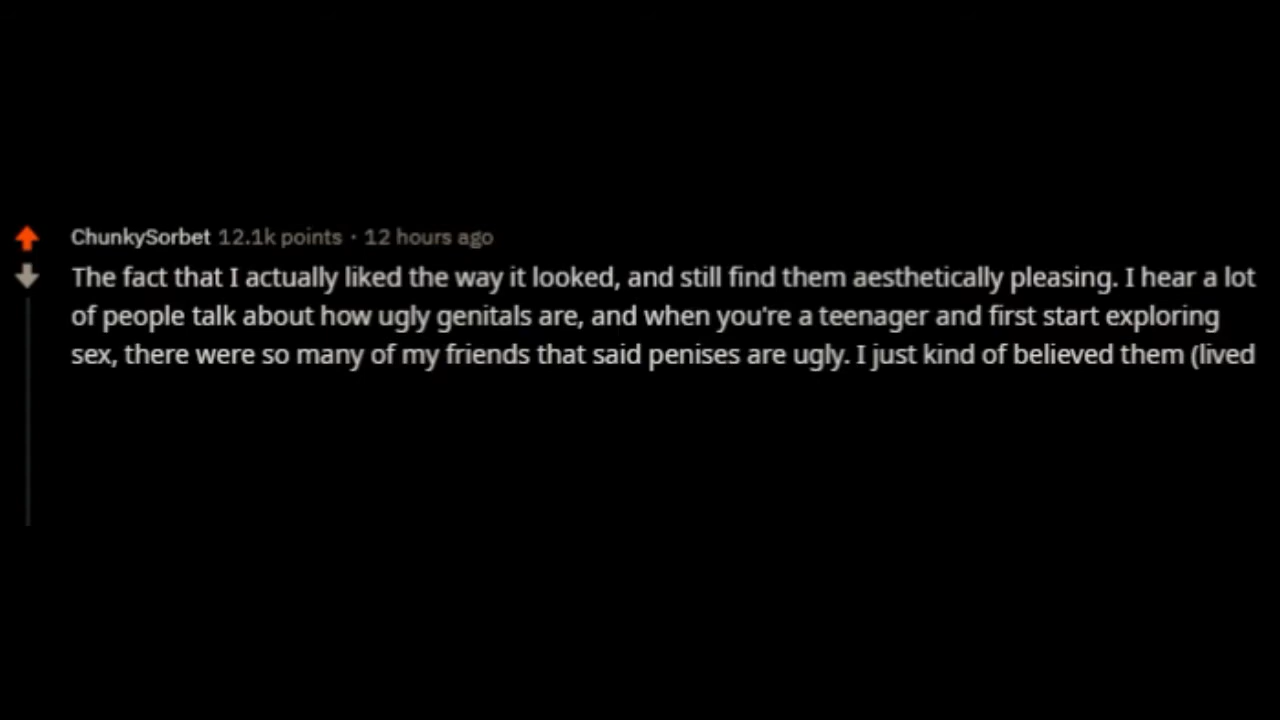 ChunkySorbet 12.1k points · 12 hours ago
The fact that I actually liked the way it looked, and still find them aesthetically pleasing. I hear a lot
of people talk about how ugly genitals are, and when you're a teenager and first start exploring
sex, there were so many of my friends that said penises are ugly. I just kind of believed them (lived